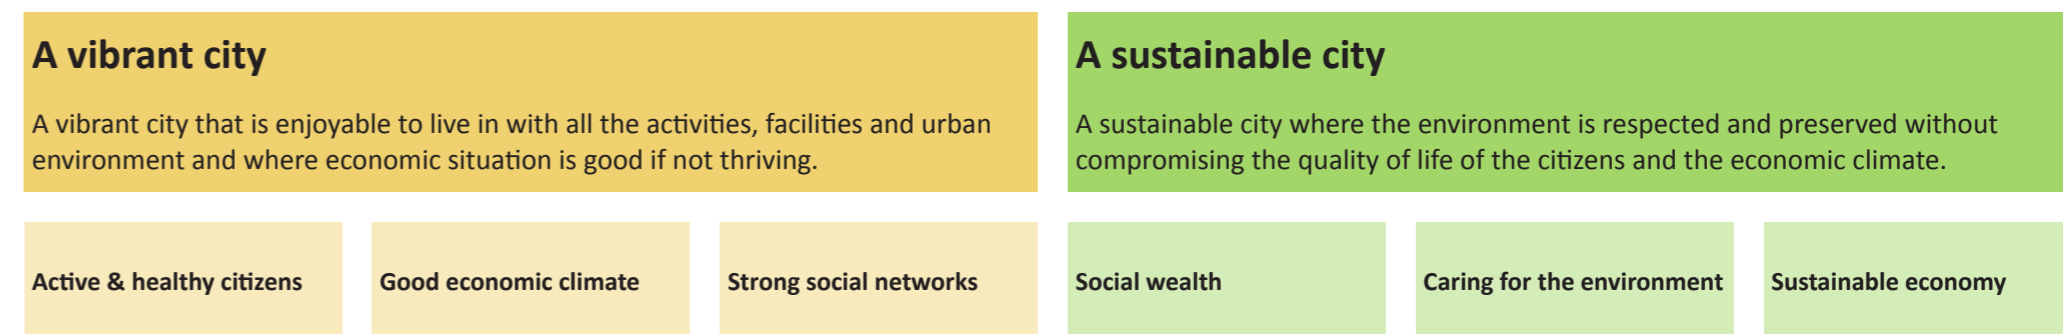 A vibrant city
A vibrant city that is enjoyable to live in with all the activities, facilities and urban
environment and where economic situation is good if not thriving.
A sustainable city
A sustainable city where the environment is respected and preserved without
compromising the quality of life of the citizens and the economic climate.
Active & healthy citizens
Good economic climate
Strong social networks
Social wealth
Caring for the environment
Sustainable economy